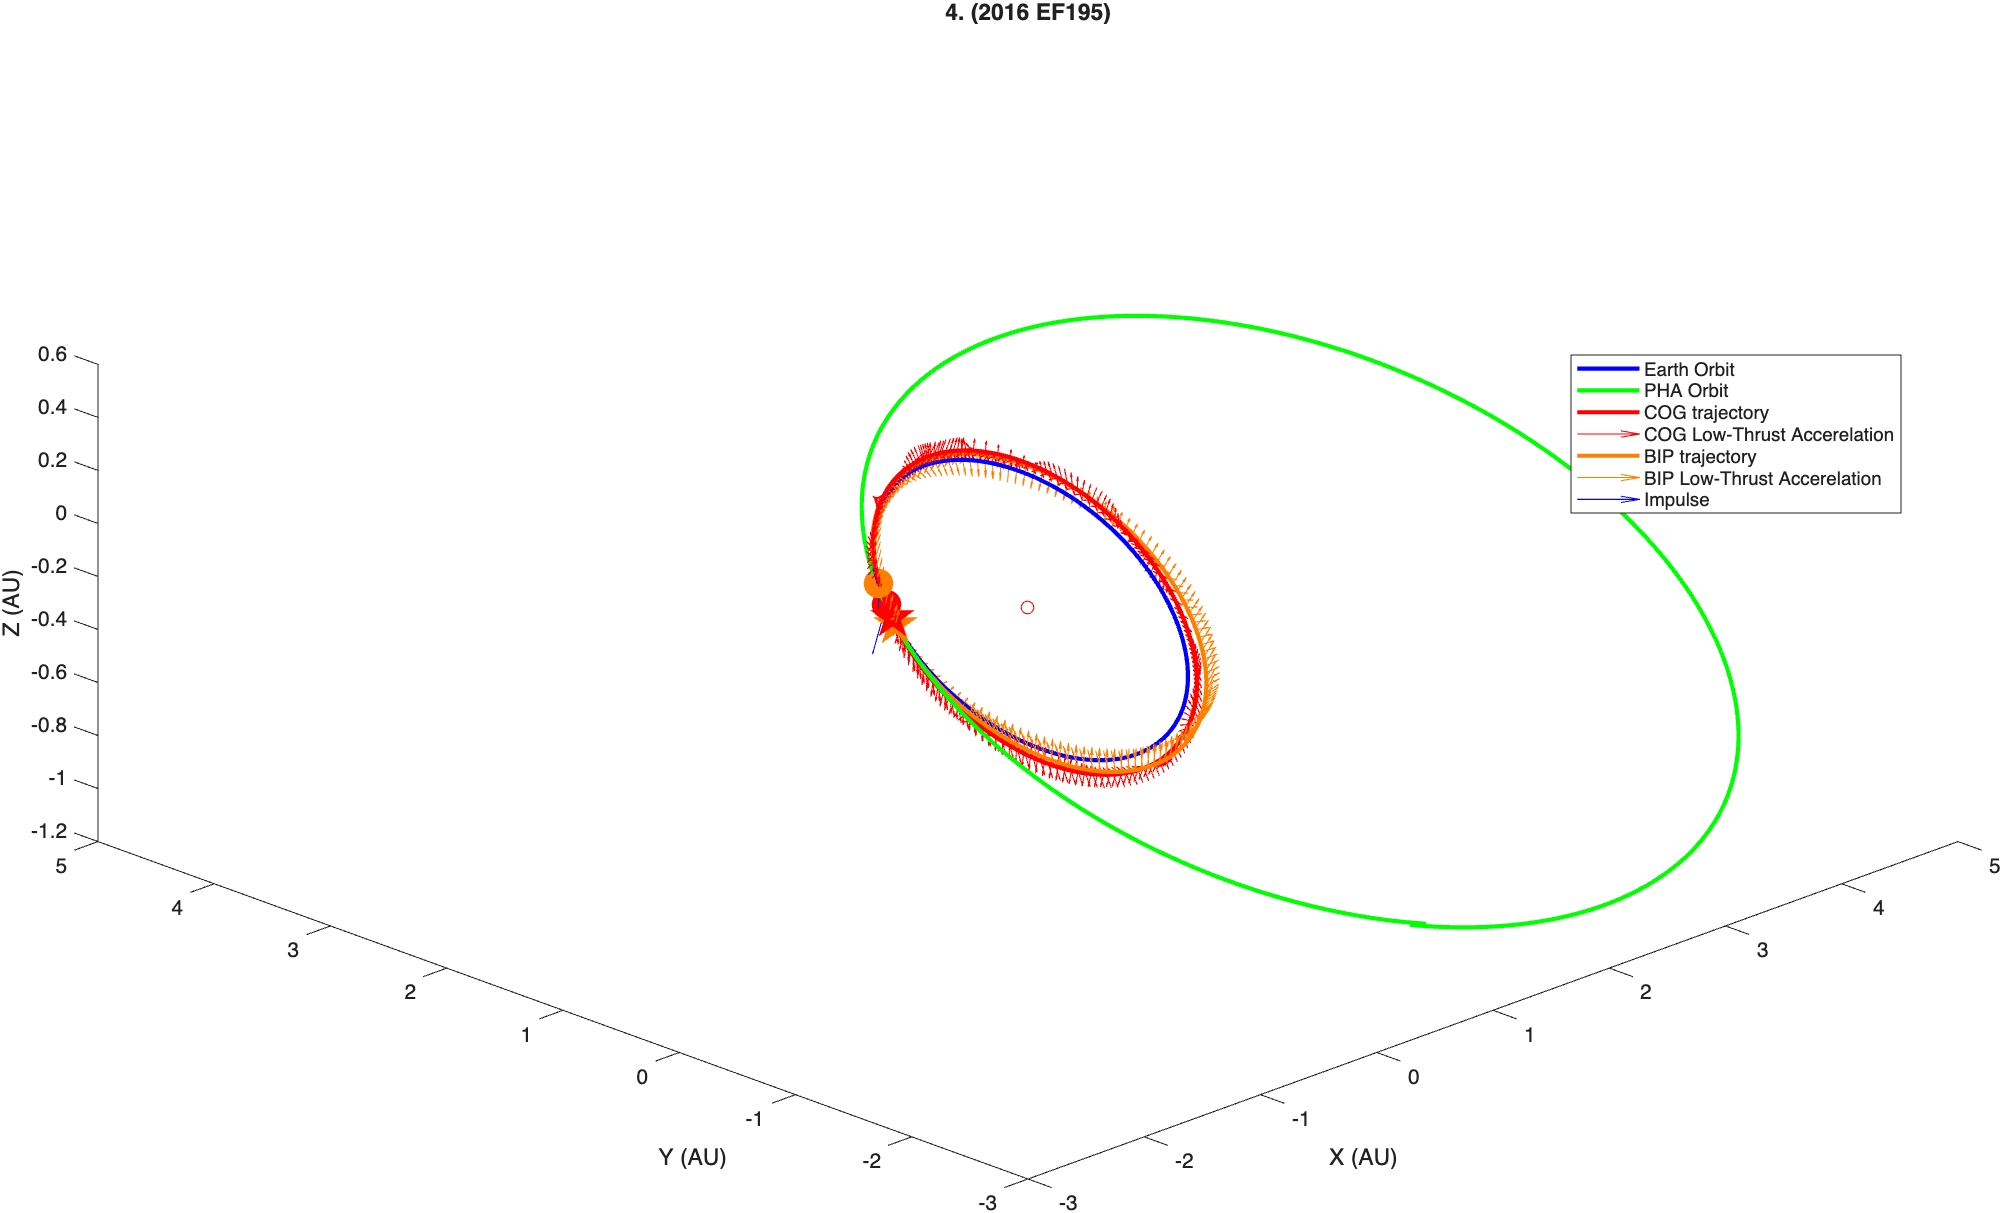 4. (2016 EF195)
Earth Orbit
PHA Orbit
COG trajectory
COG Low-Thrust Accerelation
BIP trajectory
BIP Low-Thrust Accerelation
Impulse
Z (AU)
0.6
0.4
0.2
0
-0.2
-0.4
-0.6
-0.8
-1
-1.2
5
4
3
2
1
0
-1
-2
-3
Y (AU)
-3
-2
-1
0
1
2
3
4
5
X (AU)